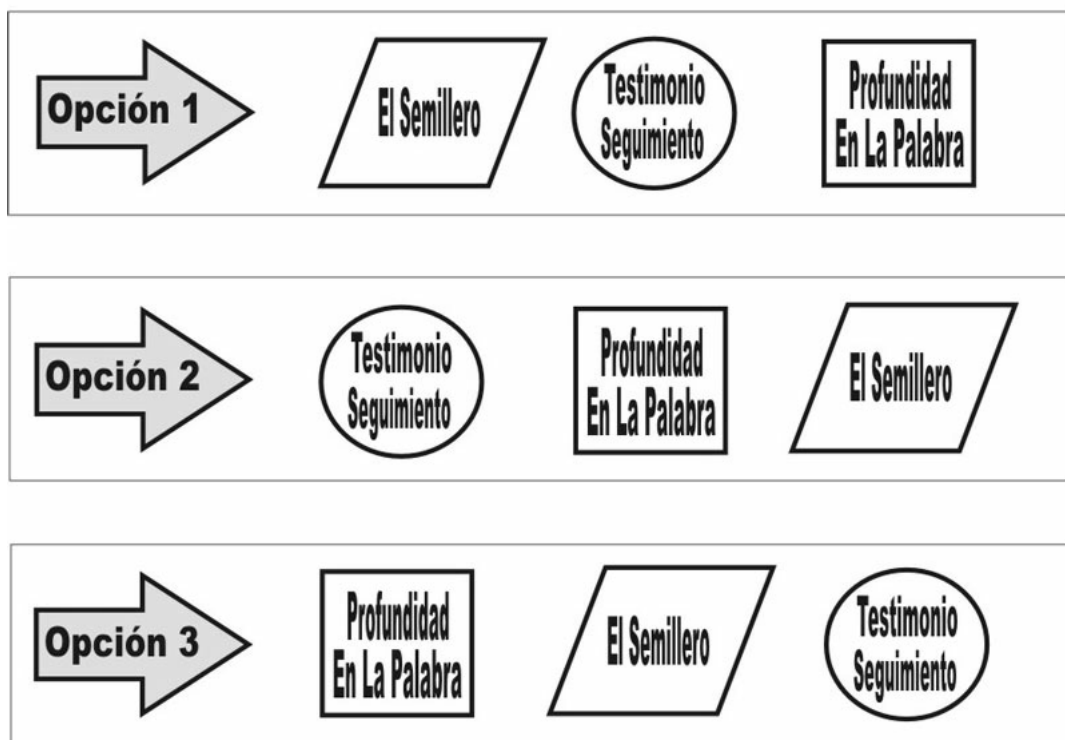 Opción 1
El Semillero
Testimonio
Seguimiento
Profundidad
En La Palabra
Opción 2
Testimonio
Seguimiento
Profundidad
En La Palabra
El Semillero
Opción 3
Profundidad
En La Palabra
El Semillero
Testimonio
Seguimiento